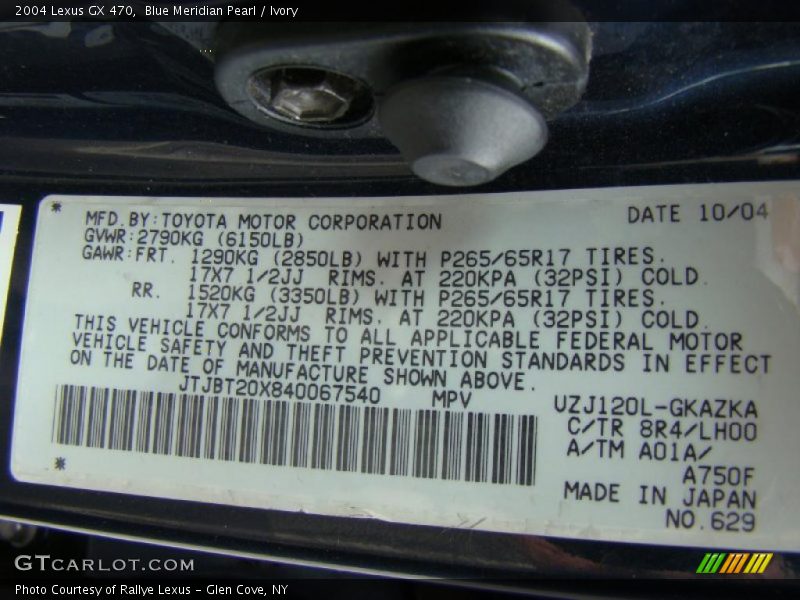 2004 Lexus GX 470, Blue Meridian Pearl / Ivory
MFD.BY:TOYOTA MOTOR CORPORATION DATE 10/04
GVWR:2790KG (6150LB)
GAWR:FRT. 1290KG (2850LB) WITH P265/65R17 TIRES.
17X7 1/2JJ RIMS. AT 220KPA (32PSI) COLD.
RR. 1520KG (3350LB) WITH P265/65R17 TIRES.
17X7 1/2JJ RIMS. AT 220KPA (32PSI) COLD.
THIS VEHICLE CONFORMS TO ALL APPLICABLE FEDERAL MOTOR
VEHICLE SAFETY AND THEFT PREVENTION STANDARDS IN EFFECT
ON THE DATE OF MANUFACTURE SHOWN ABOVE.
JTJBT20X840067540 MPV
UZJ120L-GKAZKA
C/TR 8R4/LH00
A/TM A01A/
A750F
MADE IN JAPAN
NO.629
GTCARLOT.COM
Photo Courtesy of Rallye Lexus - Glen Cove, NY